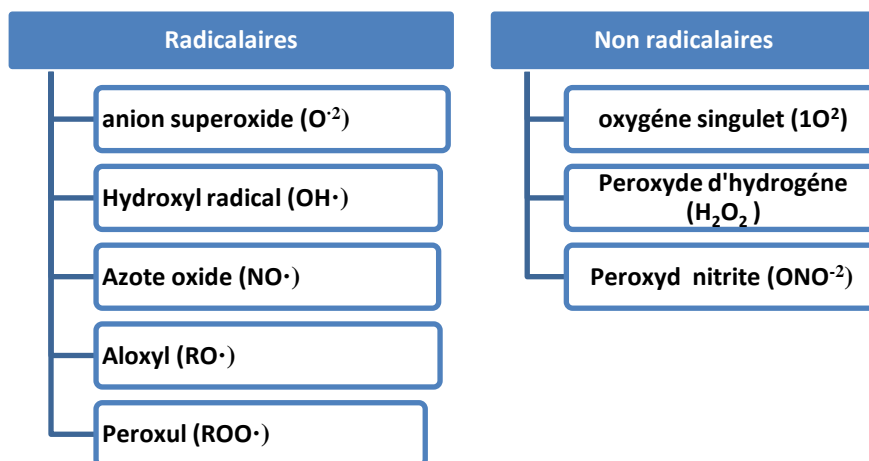 Radicalaires
anion superoxide (O⁻²)
Hydroxyl radical (OH·)
Azote oxide (NO·)
Aloxyl (RO·)
Peroxul (ROO·)
Non radicalaires
oxygéne singulet (1O²)
Peroxyde d'hydrogéne
(H₂O₂ )
Peroxyd nitrite (ONO⁻²)